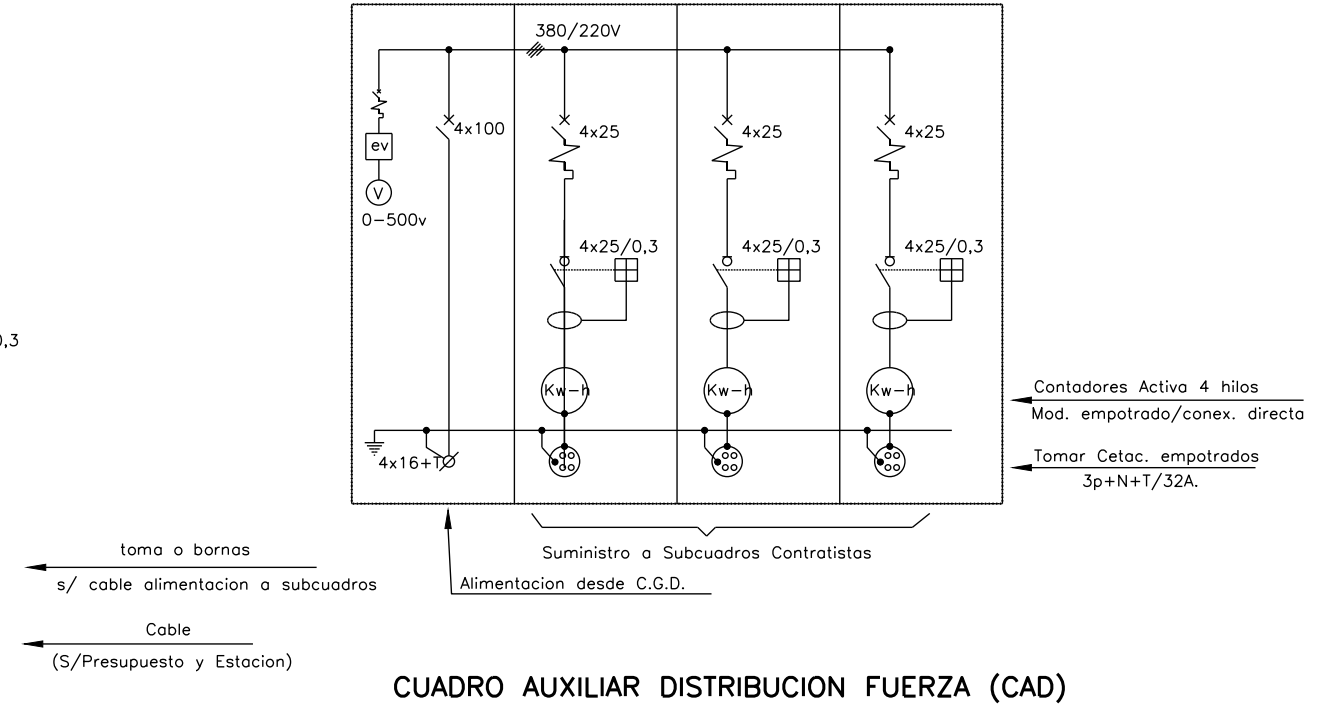 380/220V
4x100
4x25
4x25
4x25
ev
V
0-500v
4x25/0,3
4x25/0,3
4x25/0,3
0,3
Kw-h
Kw-h
Kw-h
Contadores Activa 4 hilos
Mod. empotrado/conex. directa
4x16+T
Tomar Cetac. empotrados
3p+N+T/32A.
toma o bornas
s/ cable alimentacion a subcuadros
Suministro a Subcuadros Contratistas
Alimentacion desde C.G.D.
Cable
(S/Presupuesto y Estacion)
CUADRO AUXILIAR DISTRIBUCION FUERZA (CAD)